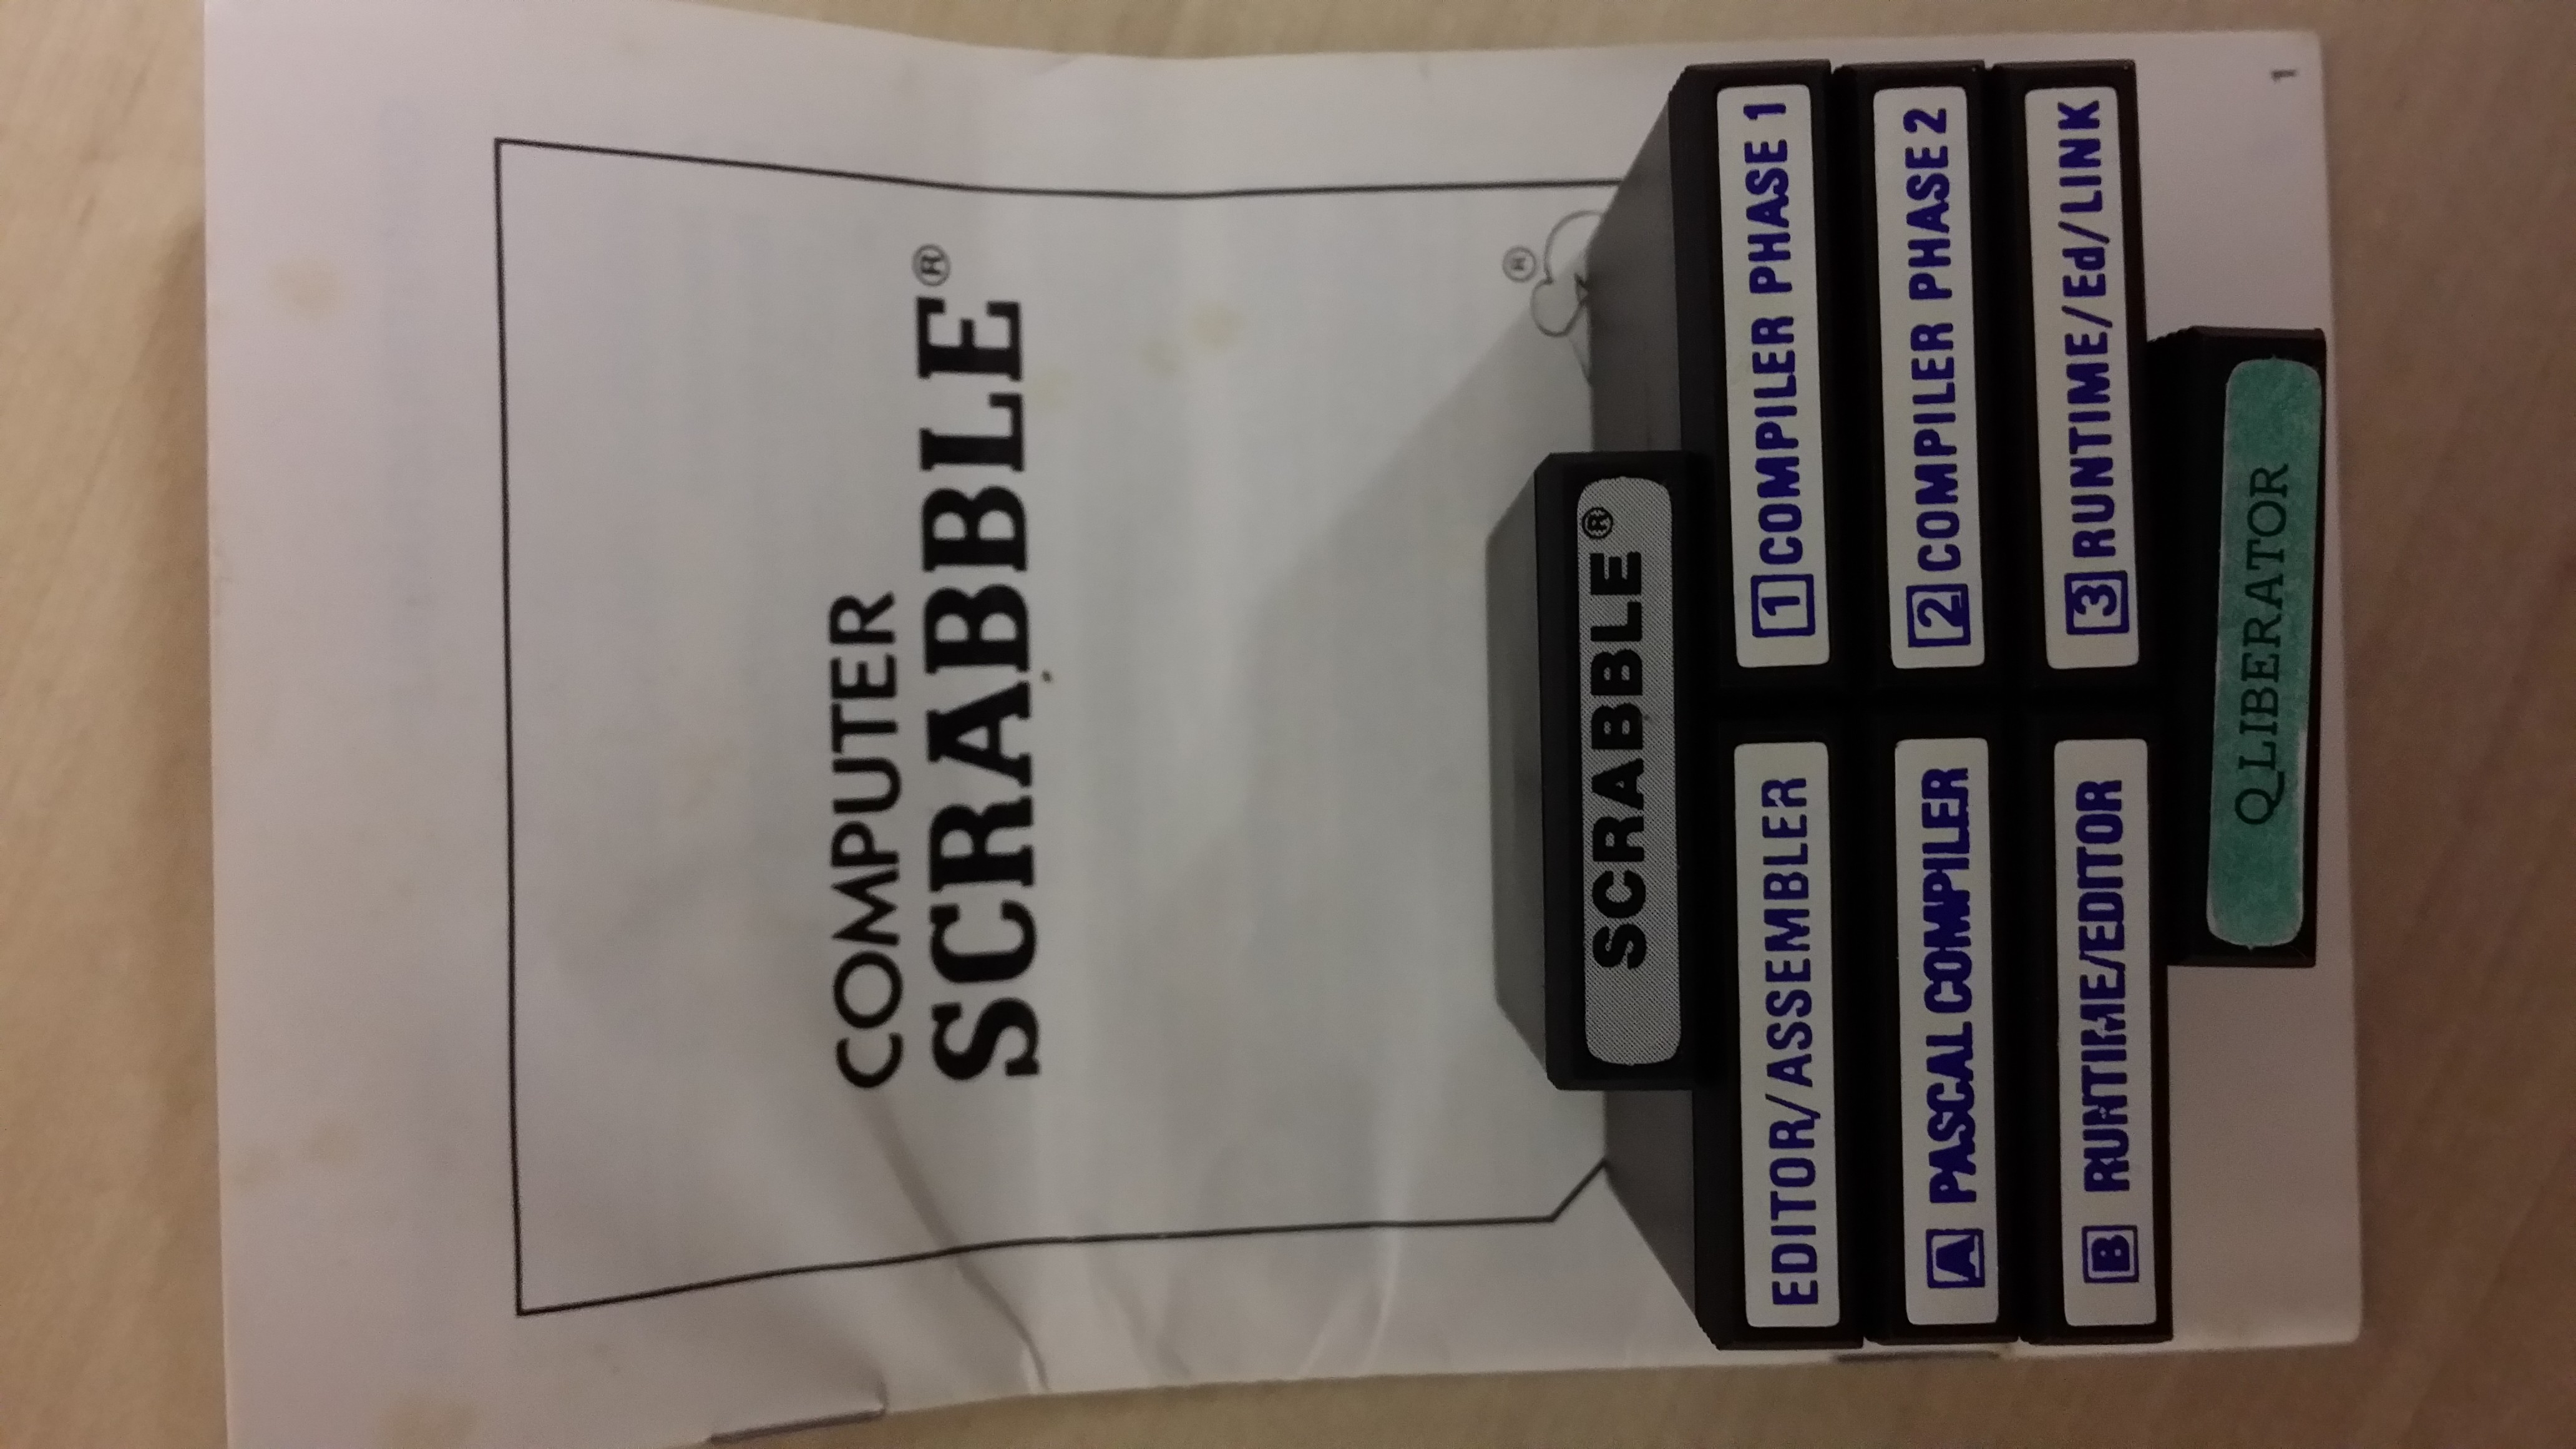 1
COMPUTER
SCRABBLE®
®
SCRABBLE®
EDITOR/ASSEMBLER
1 COMPILER PHASE 1
A PASCAL COMPILER
2 COMPILER PHASE 2
B RUNTIME/EDITOR
3 RUNTIME/Ed/LINK
QLIBERATOR